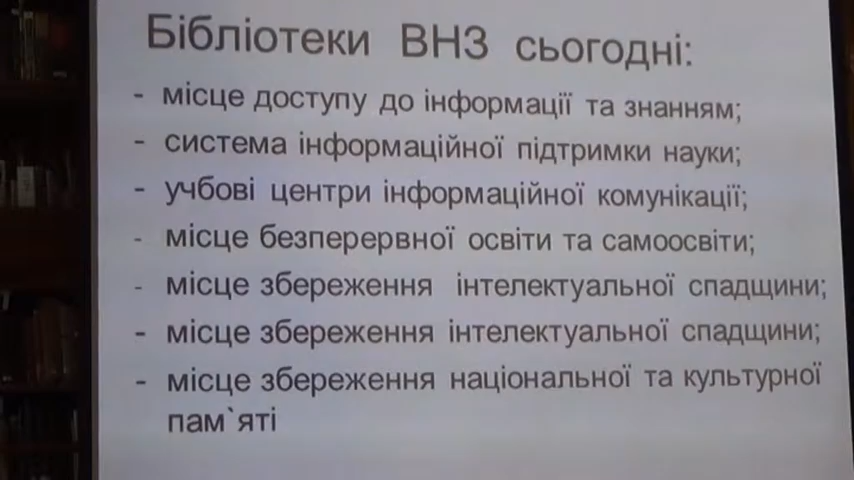 Бібліотеки ВНЗ сьогодні:
- місце доступу до інформації та знанням;
- система інформаційної підтримки науки;
- учбові центри інформаційної комунікації;
- місце безперервної освіти та самоосвіти;
- місце збереження інтелектуальної спадщини;
- місце збереження інтелектуальної спадщини;
- місце збереження національної та культурної
пам`яті